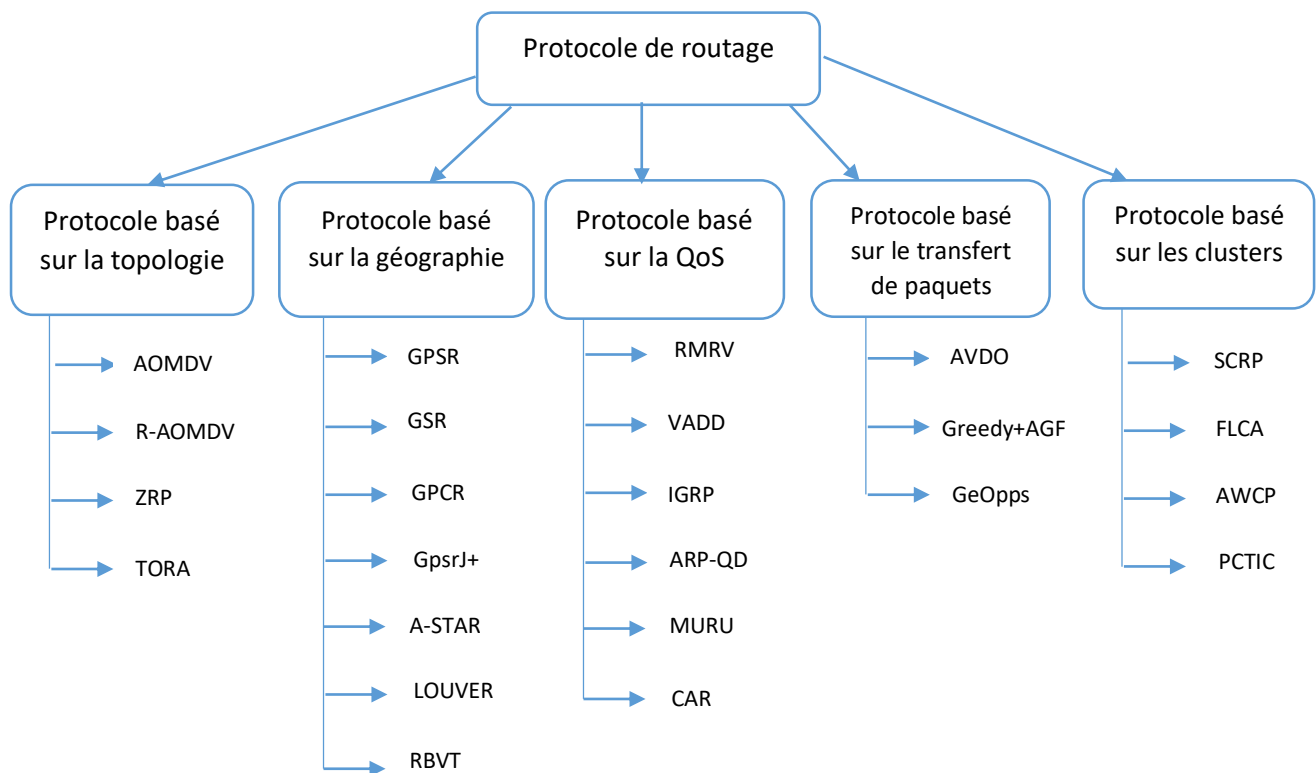 Protocole de routage
Protocole basé
sur la topologie
Protocole basé
sur la géographie
Protocole basé
sur la QoS
Protocole basé
sur le transfert
de paquets
Protocole basé
sur les clusters
AOMDV
R-AOMDV
ZRP
TORA
GPSR
GSR
GPCR
GpsrJ+
A-STAR
LOUVER
RBVT
RMRV
VADD
IGRP
ARP-QD
MURU
CAR
AVDO
Greedy+AGF
GeOpps
SCRP
FLCA
AWCP
PCTIC